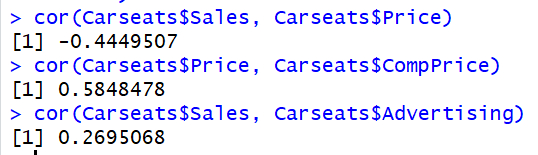 > cor(Carseats$Sales, Carseats$Price)
[1] -0.4449507
> cor(Carseats$Price, Carseats$CompPrice)
[1] 0.5848478
> cor(Carseats$Sales, Carseats$Advertising)
[1] 0.2695068